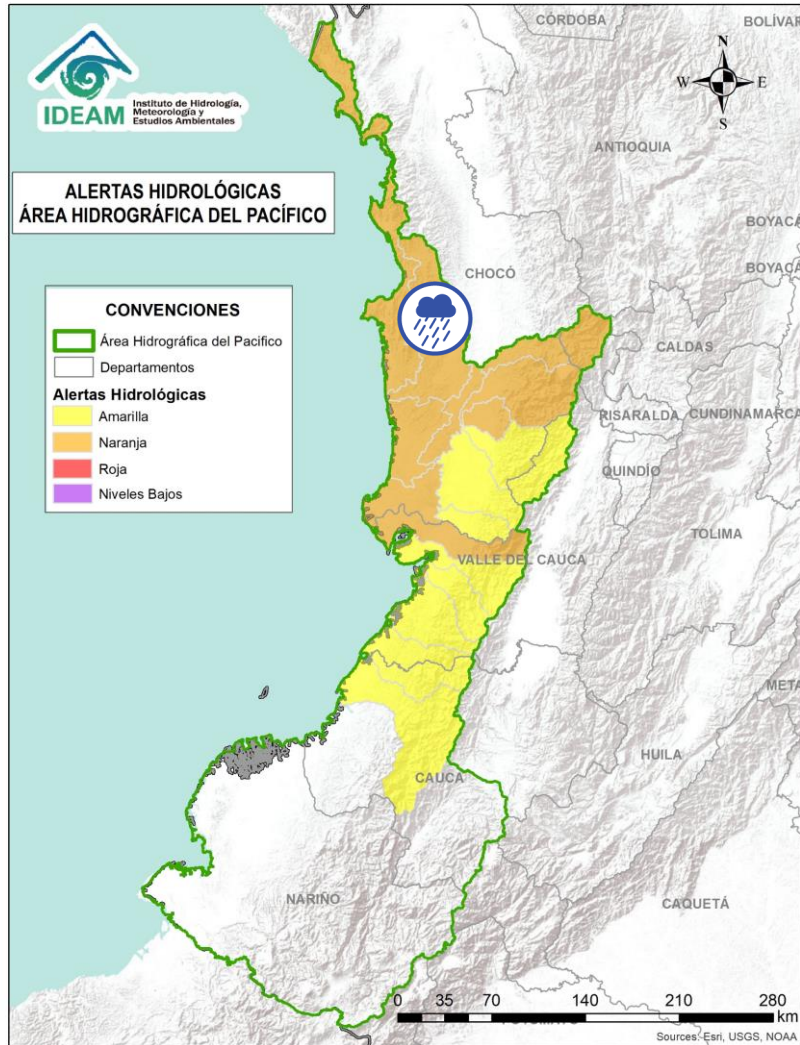 IDEAM
Instituto de Hidrología,
Meteorología y
Estudios Ambientales
ALERTAS HIDROLÓGICAS
ÁREA HIDROGRÁFICA DEL PACÍFICO
CONVENCIONES
Área Hidrográfica del Pacifico
Departamentos
Alertas Hidrológicas
Amarilla
Naranja
Roja
Niveles Bajos
N
W
E
S
CÓRDOBA
BOLÍVAR
ANTIOQUIA
BOYACÁ
BOYACÁ
CHOCÓ
CALDAS
RISARALDA
CUNDINAMARCA
QUINDÍO
TOLIMA
VALLE DEL CAUCA
META
HUILA
CAUCA
NARIÑO
CAQUETÁ
0 35 70 140 210 280
km
Sources: Esri, USGS, NOAA